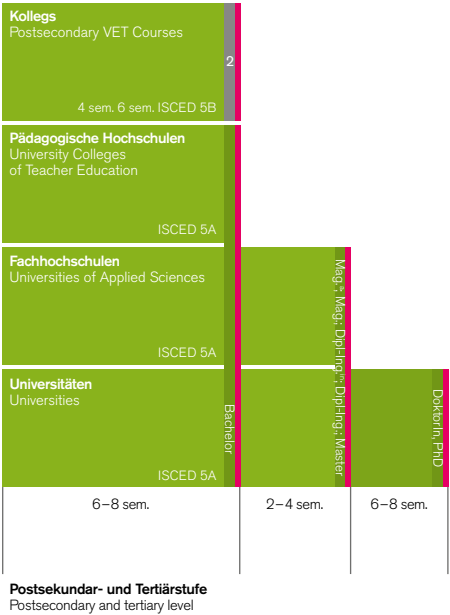 Kollegs
Postsecondary VET Courses
2
4 sem. 6 sem. ISCED 5B
Pädagogische Hochschulen
University Colleges
of Teacher Education
ISCED 5A
Fachhochschulen
Universities of Applied Sciences
ISCED 5A
Universitäten
Universities
ISCED 5A
Bachelor
Mag.ᵃ; Mag.; Dipl-Ing.ⁱⁿ; Dipl-Ing.; Master
DoktorIn, PhD
6–8 sem.
2–4 sem.
6–8 sem.
Postsekundar- und Tertiärstufe
Postsecondary and tertiary level